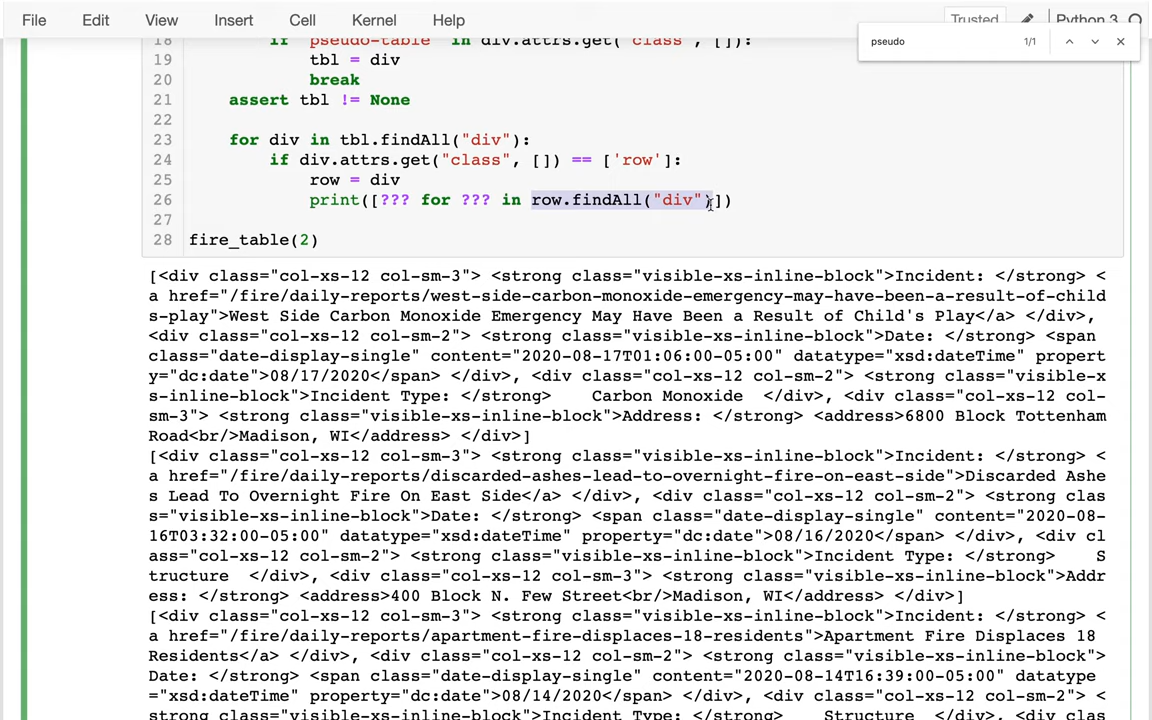 File Edit View Insert Cell Kernel Help Trusted Python 3
pseudo 1/1
18 if "pseudo-table" in div.attrs.get("class", []):
19 tbl = div
20 break
21 assert tbl != None
22
23 for div in tbl.findAll("div"):
24 if div.attrs.get("class", []) == ['row']:
25 row = div
26 print([??? for ??? in row.findAll("div")])
27
28 fire_table(2)
[<div class="col-xs-12 col-sm-3"> <strong class="visible-xs-inline-block">Incident: </strong> <
a href="/fire/daily-reports/west-side-carbon-monoxide-emergency-may-have-been-a-result-of-child
s-play">West Side Carbon Monoxide Emergency May Have Been a Result of Child's Play</a> </div>,
<div class="col-xs-12 col-sm-2"> <strong class="visible-xs-inline-block">Date: </strong> <span
class="date-display-single" content="2020-08-17T01:06:00-05:00" datatype="xsd:dateTime" propert
y="dc:date">08/17/2020</span> </div>, <div class="col-xs-12 col-sm-2"> <strong class="visible-x
s-inline-block">Incident Type: </strong> Carbon Monoxide </div>, <div class="col-xs-12 col-
sm-3"> <strong class="visible-xs-inline-block">Address: </strong> <address>6800 Block Tottenham
Road<br/>Madison, WI</address> </div>]
[<div class="col-xs-12 col-sm-3"> <strong class="visible-xs-inline-block">Incident: </strong> <
a href="/fire/daily-reports/discarded-ashes-lead-to-overnight-fire-on-east-side">Discarded Ashe
s Lead To Overnight Fire On East Side</a> </div>, <div class="col-xs-12 col-sm-2"> <strong clas
s="visible-xs-inline-block">Date: </strong> <span class="date-display-single" content="2020-08-
16T03:32:00-05:00" datatype="xsd:dateTime" property="dc:date">08/16/2020</span> </div>, <div cl
ass="col-xs-12 col-sm-2"> <strong class="visible-xs-inline-block">Incident Type: </strong> S
tructure </div>, <div class="col-xs-12 col-sm-3"> <strong class="visible-xs-inline-block">Addr
ess: </strong> <address>400 Block N. Few Street<br/>Madison, WI</address> </div>]
[<div class="col-xs-12 col-sm-3"> <strong class="visible-xs-inline-block">Incident: </strong> <
a href="/fire/daily-reports/apartment-fire-displaces-18-residents">Apartment Fire Displaces 18
Residents</a> </div>, <div class="col-xs-12 col-sm-2"> <strong class="visible-xs-inline-block">
Date: </strong> <span class="date-display-single" content="2020-08-14T16:39:00-05:00" datatype
="xsd:dateTime" property="dc:date">08/14/2020</span> </div>, <div class="col-xs-12 col-sm-2"> <
strong class="visible-xs-inline-block">Incident Type: </strong> Structure </div>, <div clas